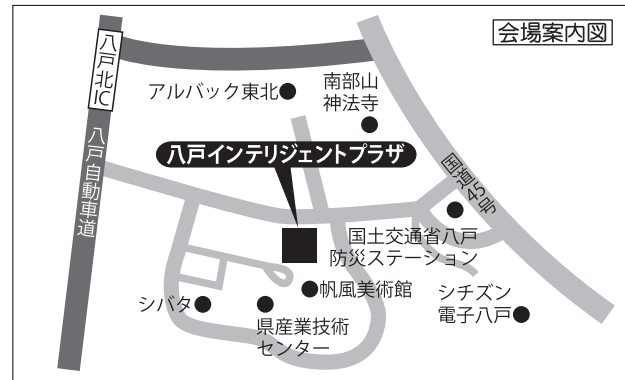 会場案内図
八戸北IC
アルバック東北
南部山
神法寺
八戸インテリジェントプラザ
八戸自動車道
国道45号
国土交通省八戸
防災ステーション
帆風美術館
シチズン
電子八戸
シバタ
県産業技術
センター